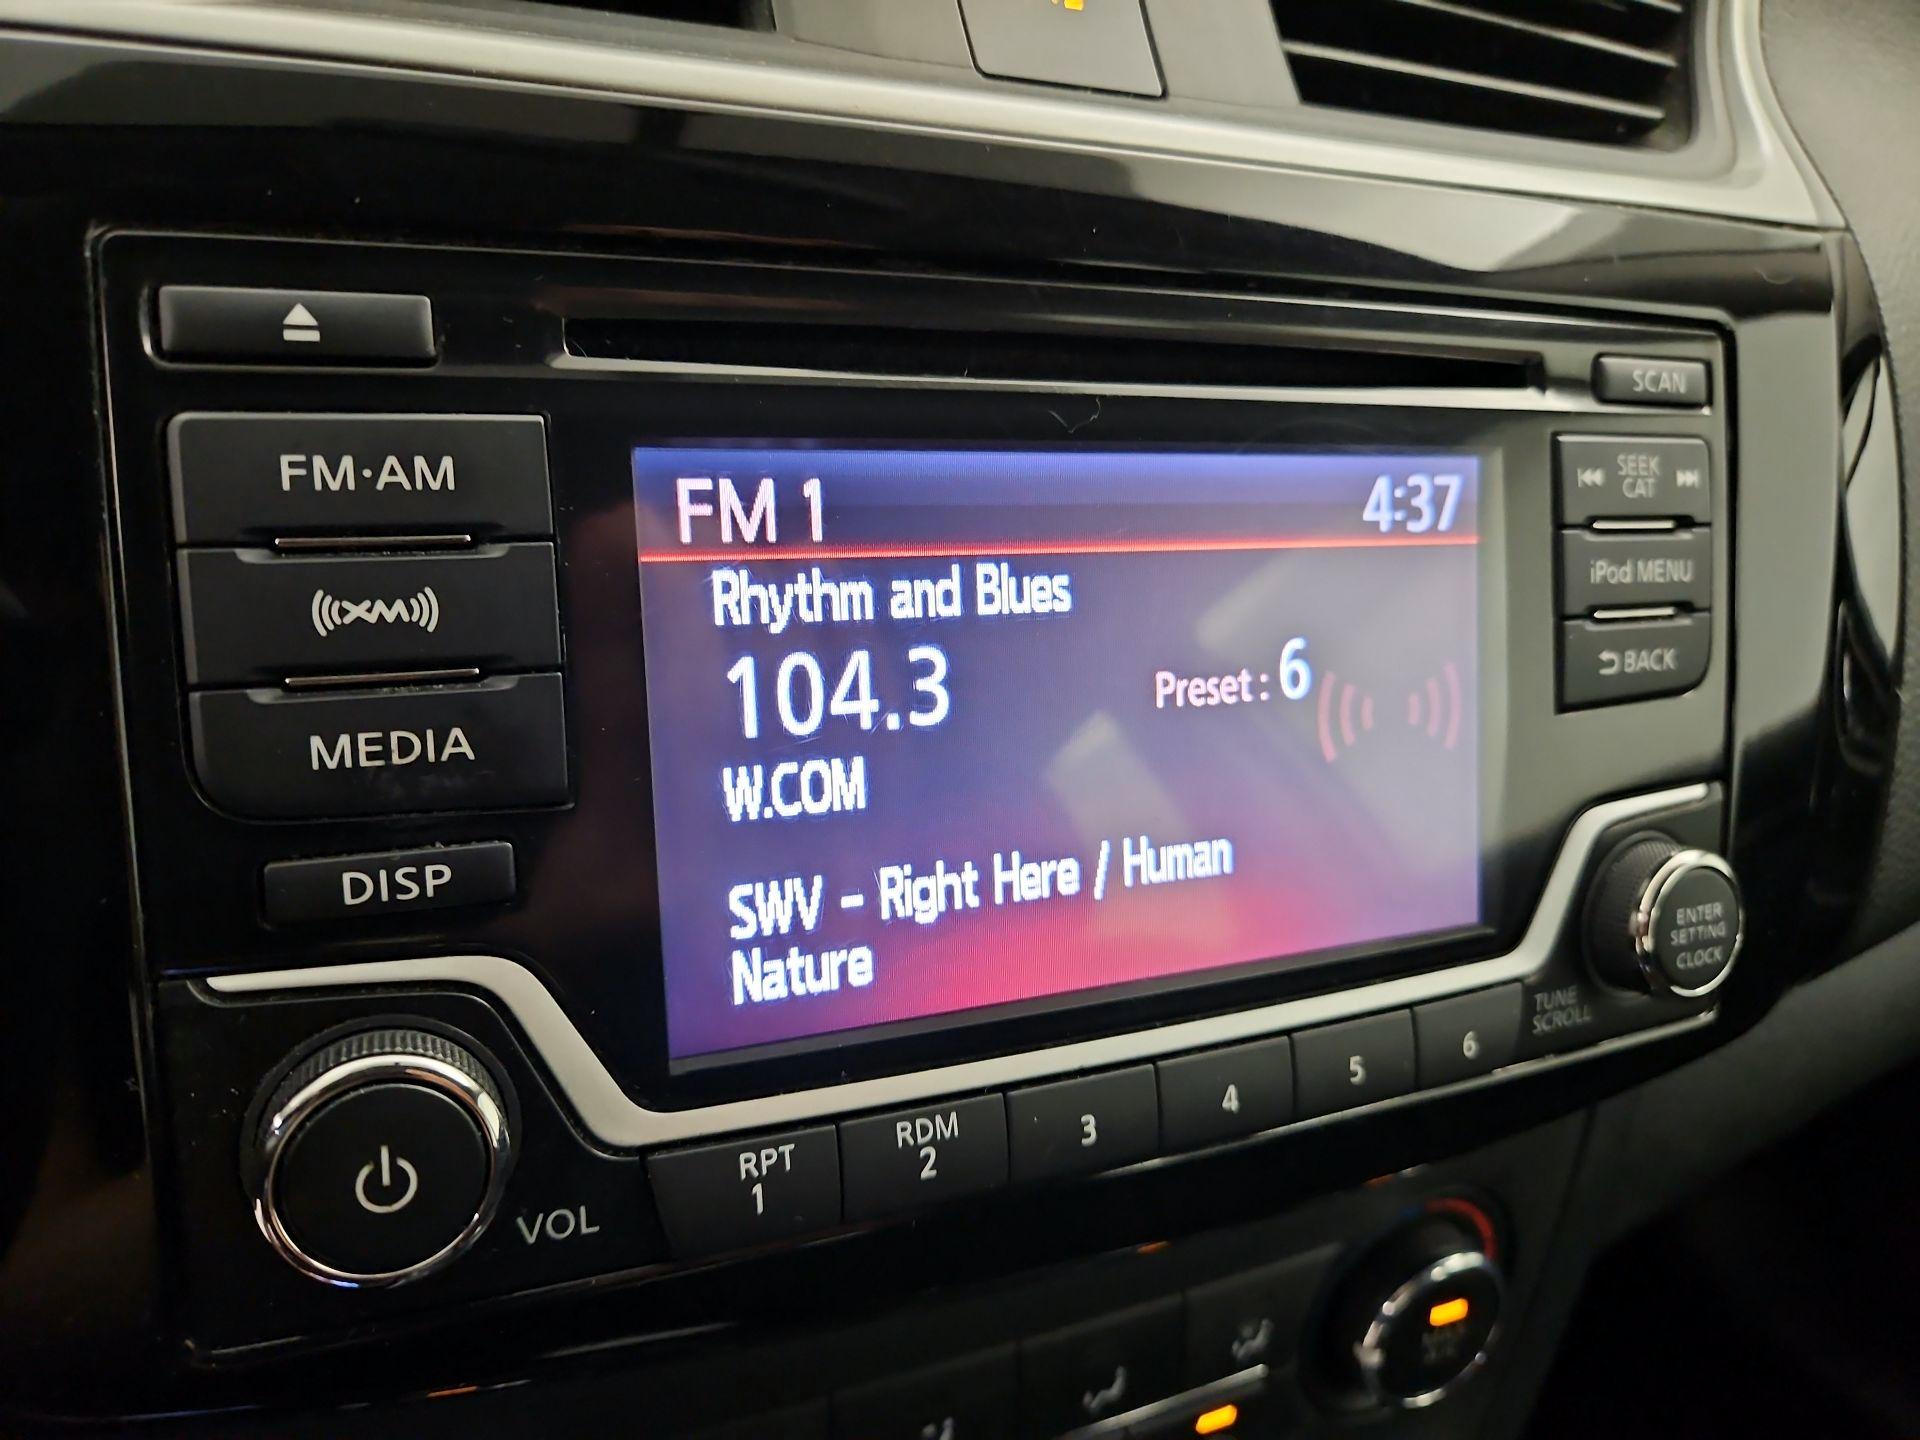 SCAN
FM·AM
SEEK
CAT
FM 1
4:37
Rhythm and Blues
iPod MENU
XM
104.3
Preset : 6
BACK
MEDIA
W.COM
DISP
SWV - Right Here / Human
Nature
ENTER
SETTING
CLOCK
TUNE
SCROLL
VOL
RPT
1
RDM
2
3
4
5
6